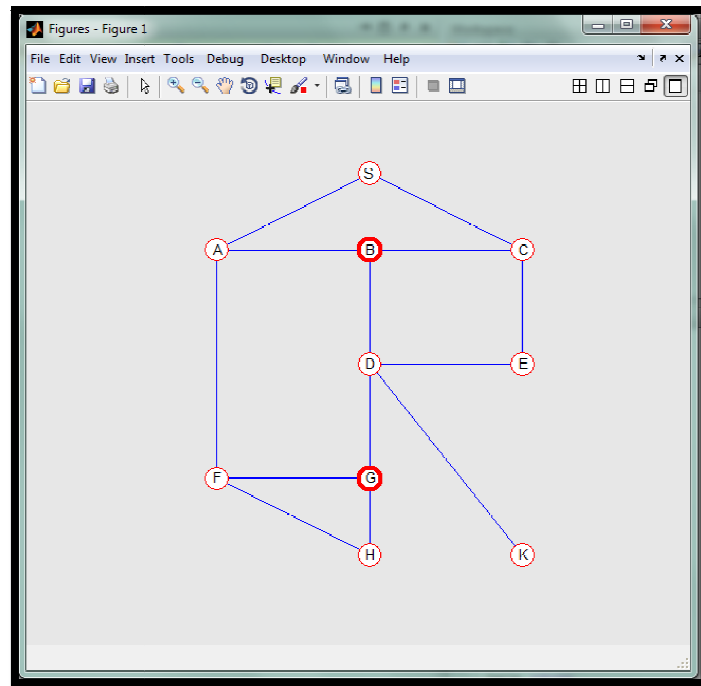 Figures - Figure 1
File Edit View Insert Tools Debug Desktop Window Help
S
A B C
D E
F G
H K